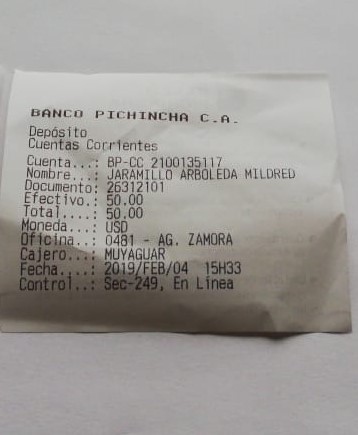 BANCO PICHINCHA C.A.
Depósito
Cuentas Corrientes
Cuenta...: BP-CC 2100135117
Nombre...: JARAMILLO ARBOLEDA MILDRED
Documento: 26312101
Efectivo.: 50.00
Total....: 50.00
Moneda...: USD
Oficina..: 0481 - AG. ZAMORA
Cajero...: MUYAGUAR
Fecha....: 2019/FEB/04 15H33
Control..: Sec-249, En Línea